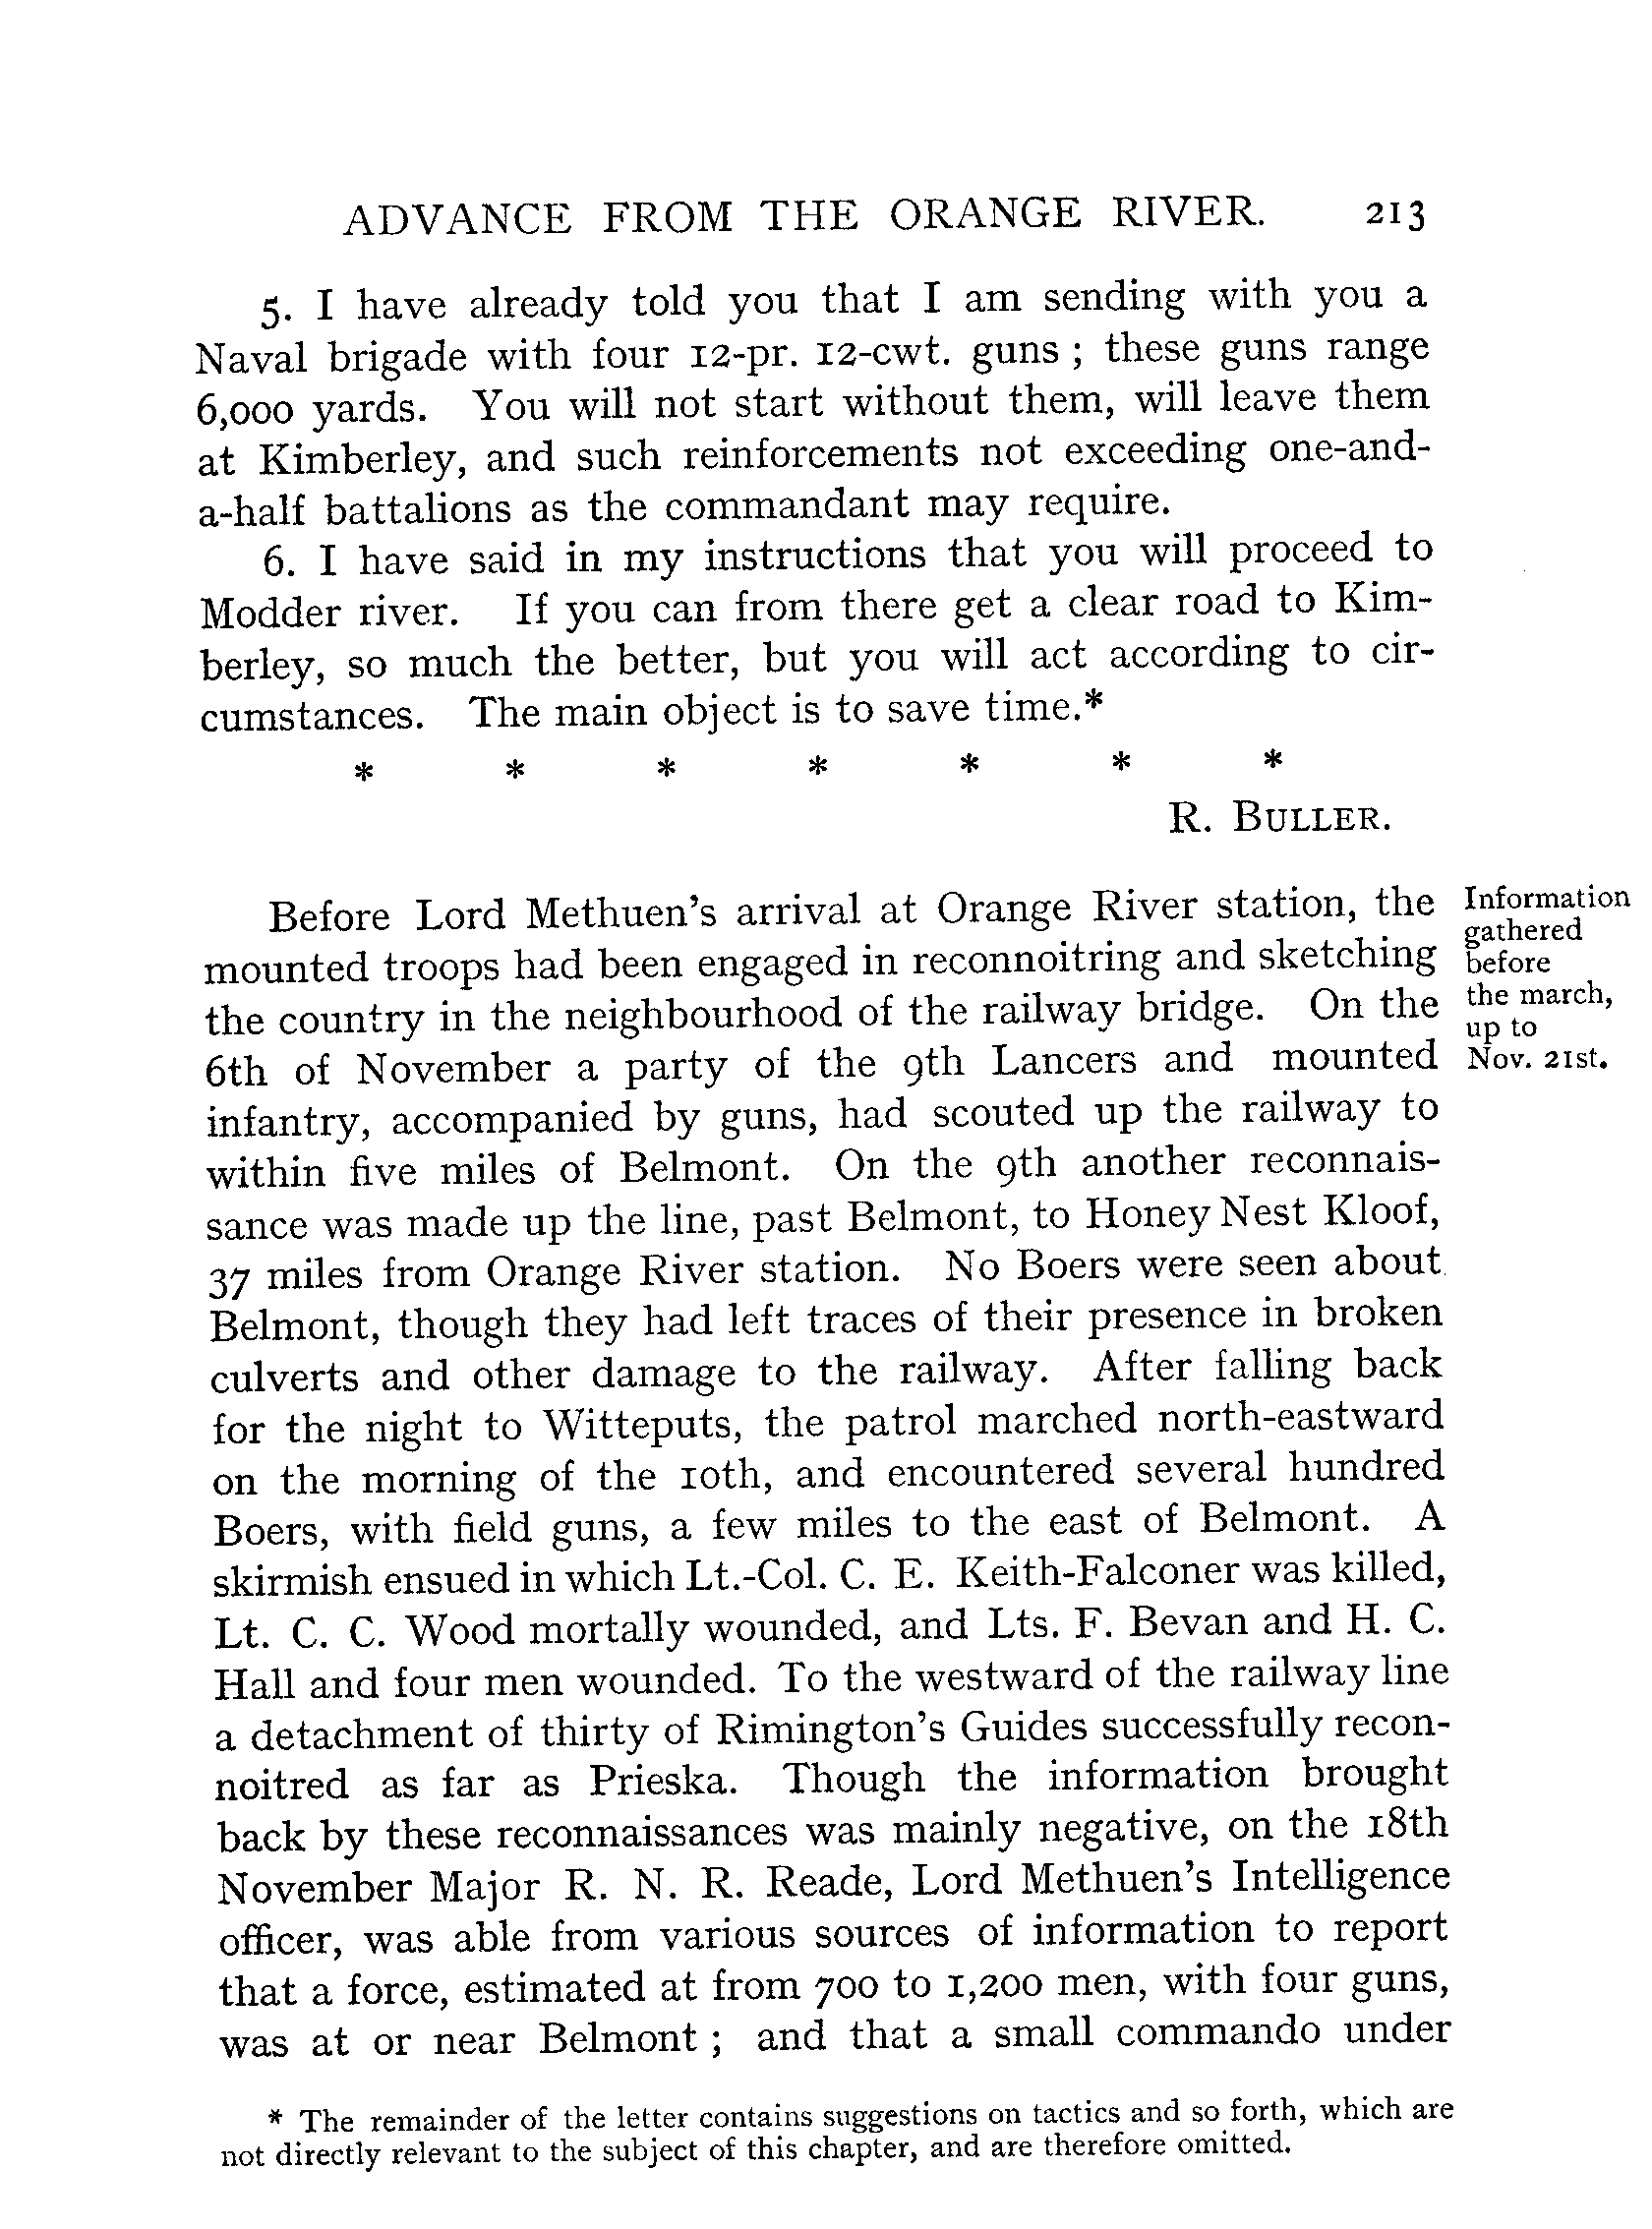 ADVANCE FROM THE ORANGE RIVER. 213
5. I have already told you that I am sending with you a
Naval brigade with four 12-pr. 12-cwt. guns ; these guns range
6,000 yards. You will not start without them, will leave them
at Kimberley, and such reinforcements not exceeding one-and-
a-half battalions as the commandant may require.
6. I have said in my instructions that you will proceed to
Modder river. If you can from there get a clear road to Kim-
berley, so much the better, but you will act according to cir-
cumstances. The main object is to save time.*
* * * * * * *
R. BULLER.
Before Lord Methuen's arrival at Orange River station, the
mounted troops had been engaged in reconnoitring and sketching
the country in the neighbourhood of the railway bridge. On the
6th of November a party of the 9th Lancers and mounted
infantry, accompanied by guns, had scouted up the railway to
within five miles of Belmont. On the 9th another reconnais-
sance was made up the line, past Belmont, to Honey Nest Kloof,
37 miles from Orange River station. No Boers were seen about
Belmont, though they had left traces of their presence in broken
culverts and other damage to the railway. After falling back
for the night to Witteputs, the patrol marched north-eastward
on the morning of the 10th, and encountered several hundred
Boers, with field guns, a few miles to the east of Belmont. A
skirmish ensued in which Lt.-Col. C. E. Keith-Falconer was killed,
Lt. C. C. Wood mortally wounded, and Lts. F. Bevan and H. C.
Hall and four men wounded. To the westward of the railway line
a detachment of thirty of Rimington's Guides successfully recon-
noitred as far as Prieska. Though the information brought
back by these reconnaissances was mainly negative, on the 18th
November Major R. N. R. Reade, Lord Methuen's Intelligence
officer, was able from various sources of information to report
that a force, estimated at from 700 to 1,200 men, with four guns,
was at or near Belmont ; and that a small commando under
Information
gathered
before
the march,
up to
Nov. 21st.
* The remainder of the letter contains suggestions on tactics and so forth, which are
not directly relevant to the subject of this chapter, and are therefore omitted.